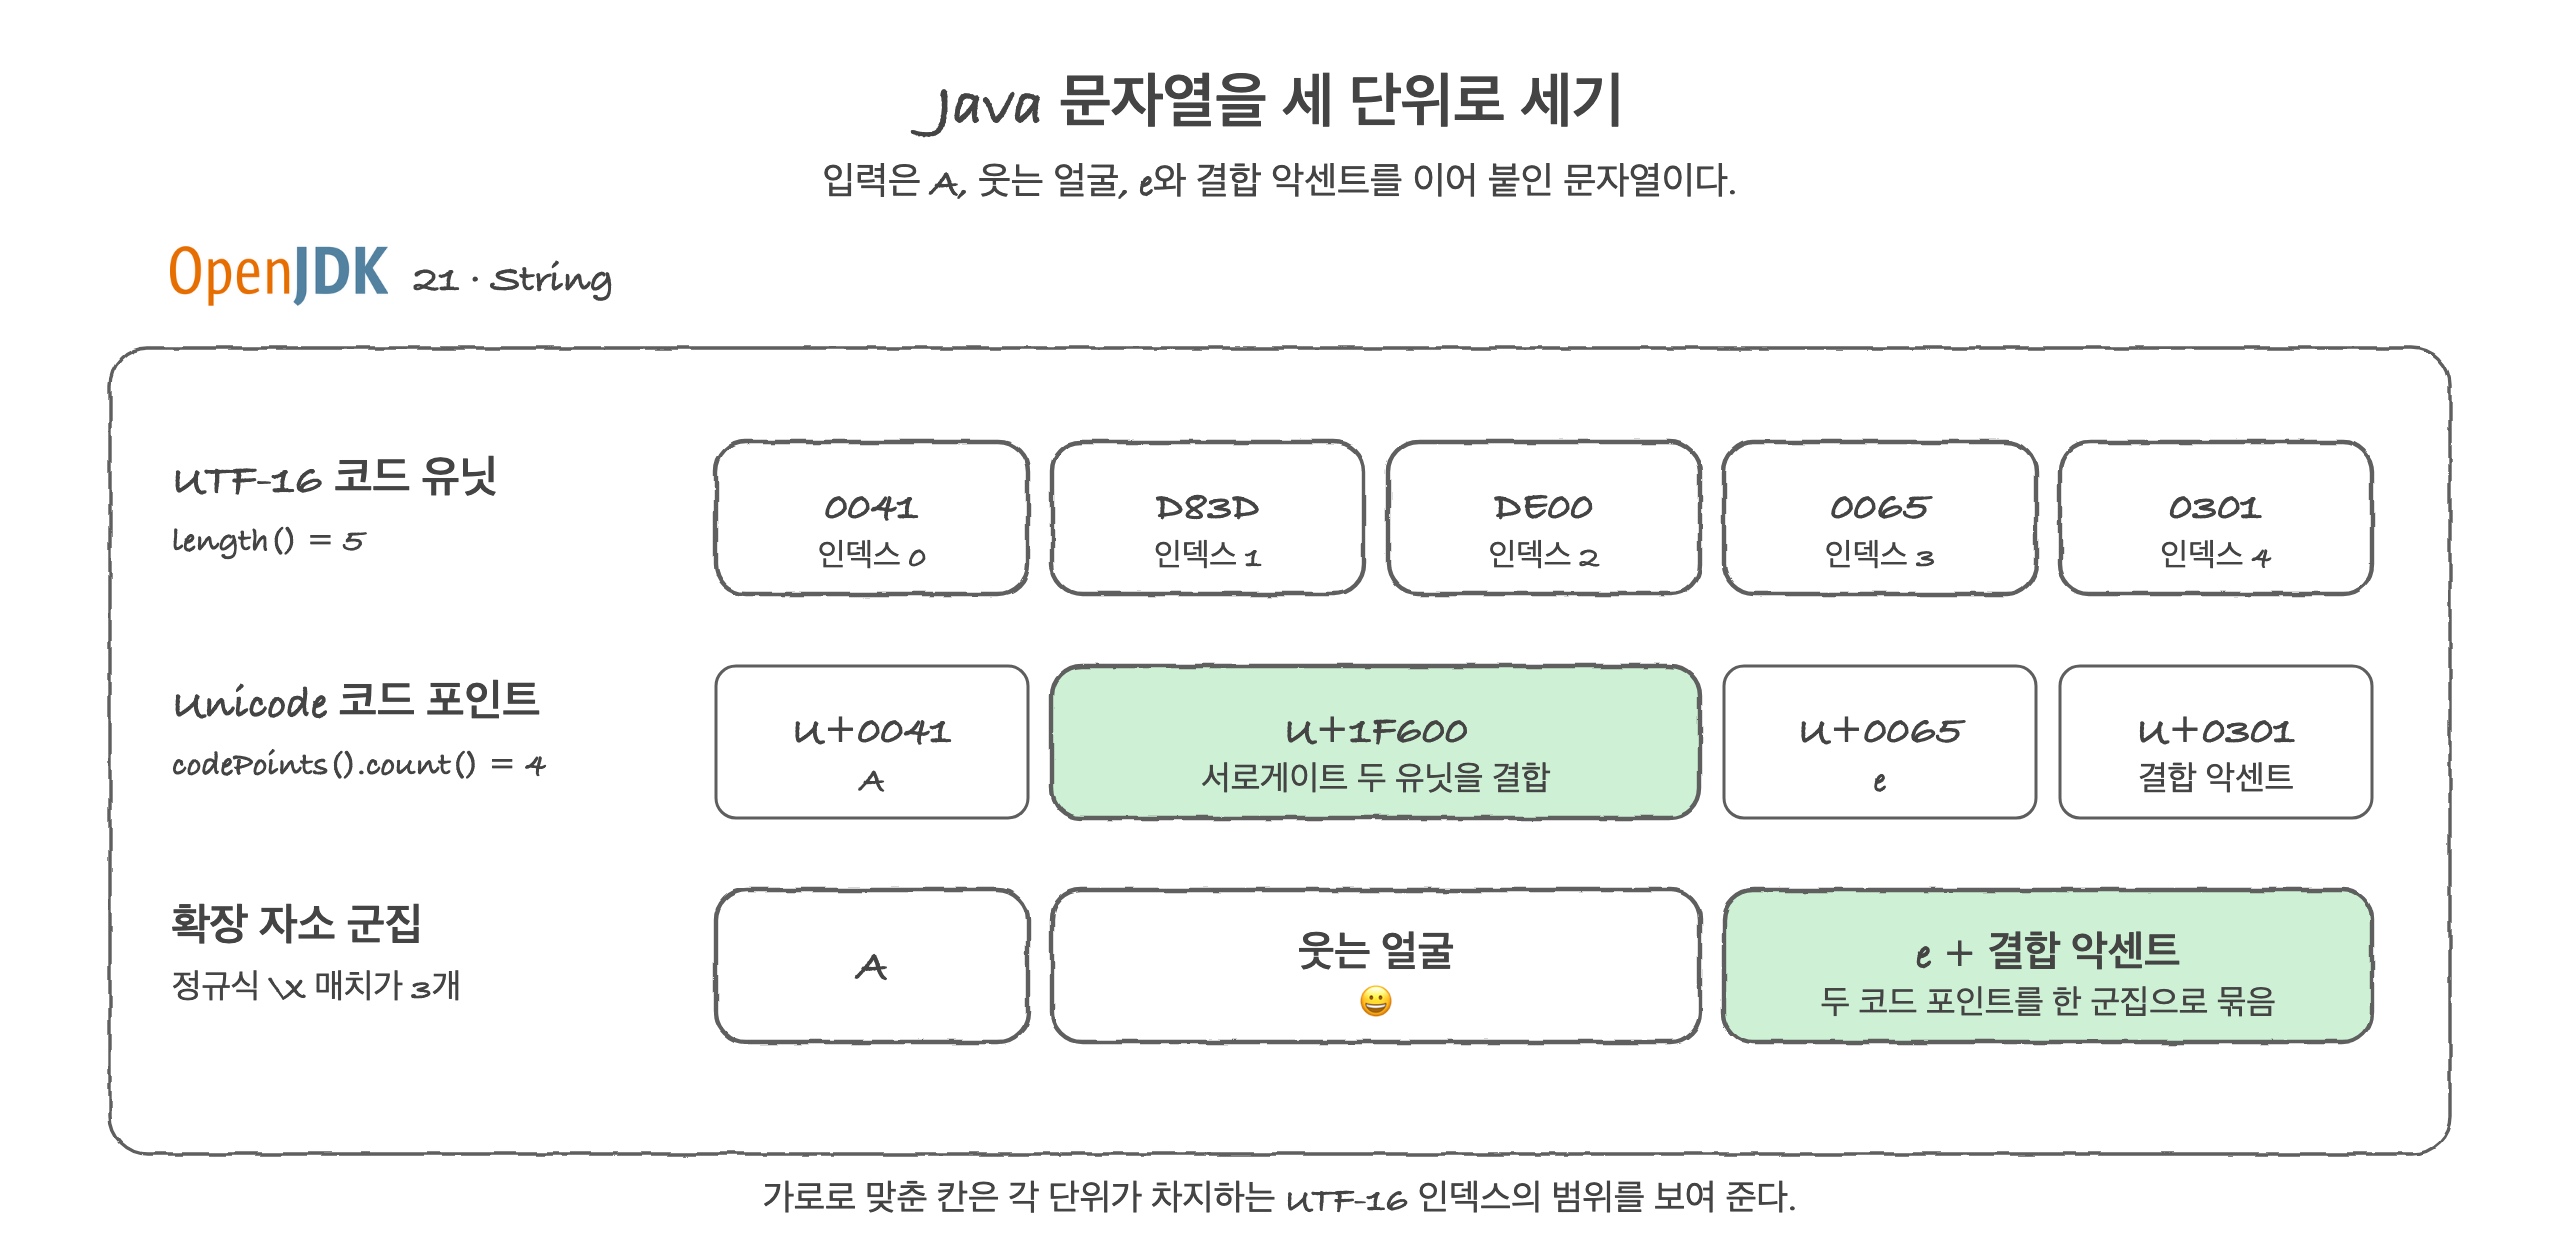 Java 문자열을 세 단위로 세기
입력은 A, 웃는 얼굴, e와 결합 악센트를 이어 붙인 문자열이다.
OpenJDK 21 · String
UTF-16 코드 유닛
length() = 5
0041
인덱스 0
D83D
인덱스 1
DE00
인덱스 2
0065
인덱스 3
0301
인덱스 4
Unicode 코드 포인트
codePoints().count() = 4
U+0041
A
U+1F600
서로게이트 두 유닛을 결합
U+0065
e
U+0301
결합 악센트
확장 자소 군집
정규식 \X 매치가 3개
A
웃는 얼굴
😀
e + 결합 악센트
두 코드 포인트를 한 군집으로 묶음
가로로 맞춘 칸은 각 단위가 차지하는 UTF-16 인덱스의 범위를 보여 준다.